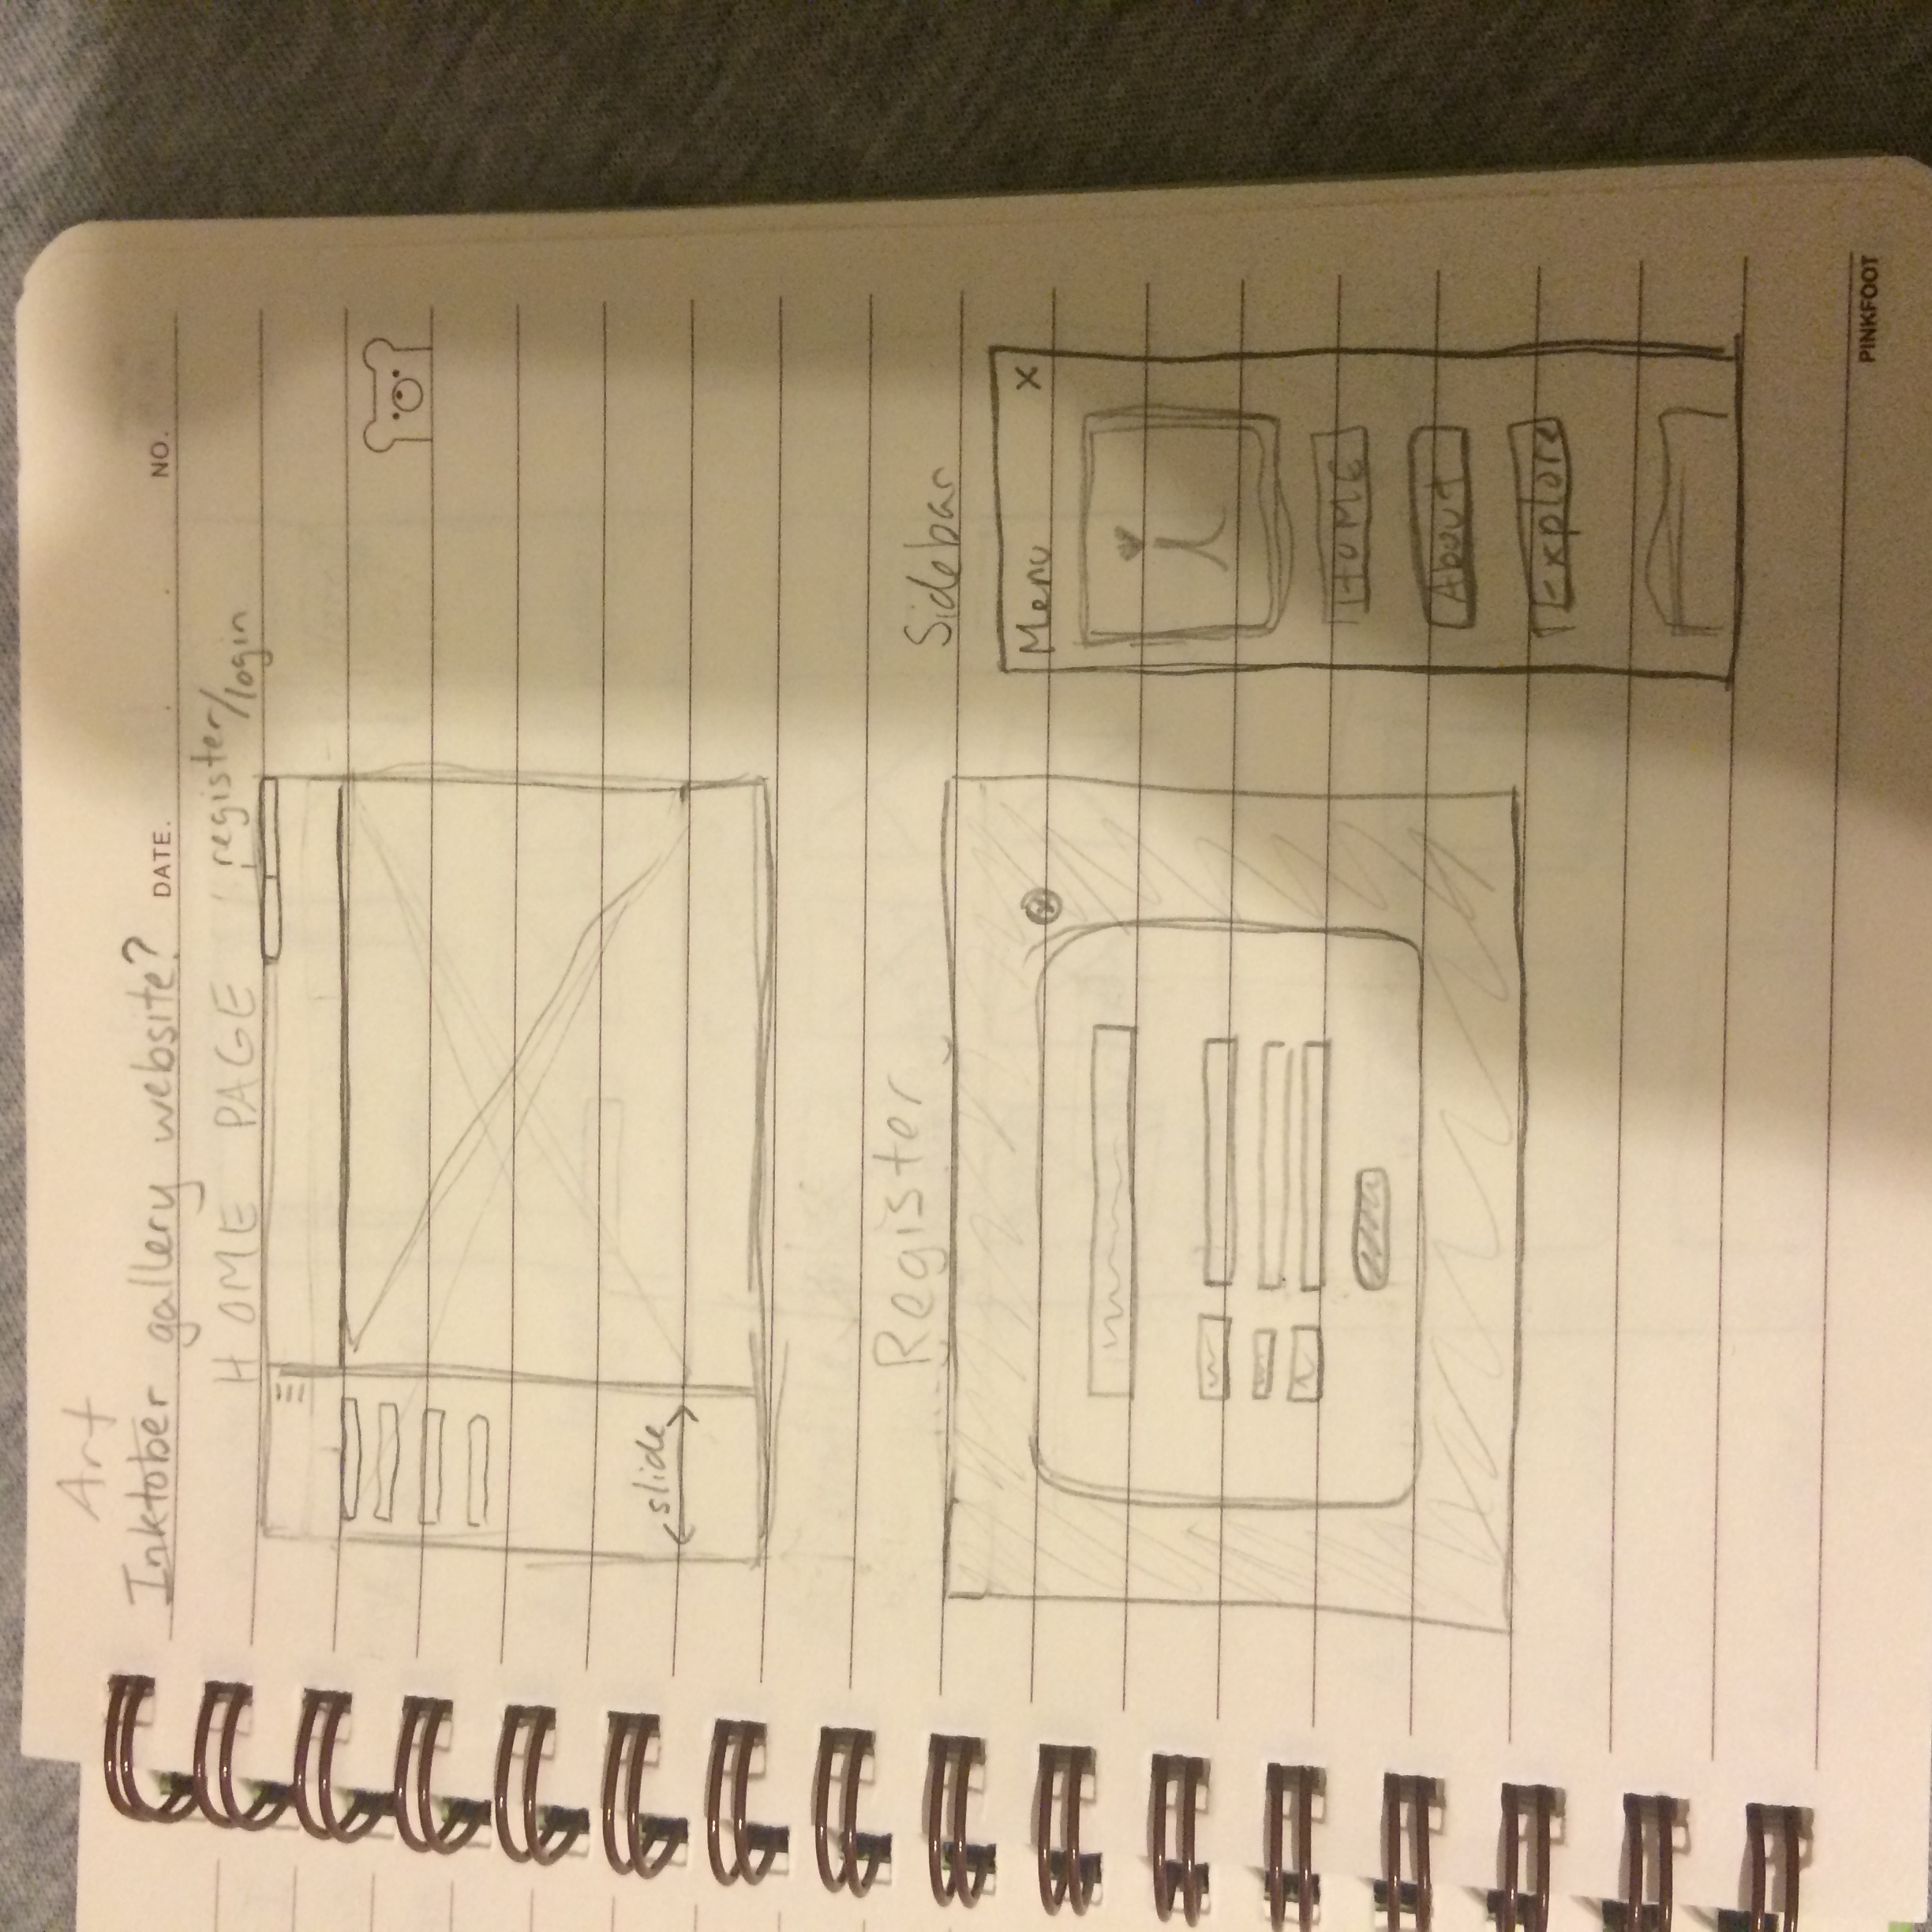 Art
Inktober gallery website?
DATE. . . NO.
HOME PAGE
register/login
slide
Register
Sidebar
Menu X
i
HOME
About
Explore
PINKFOOT